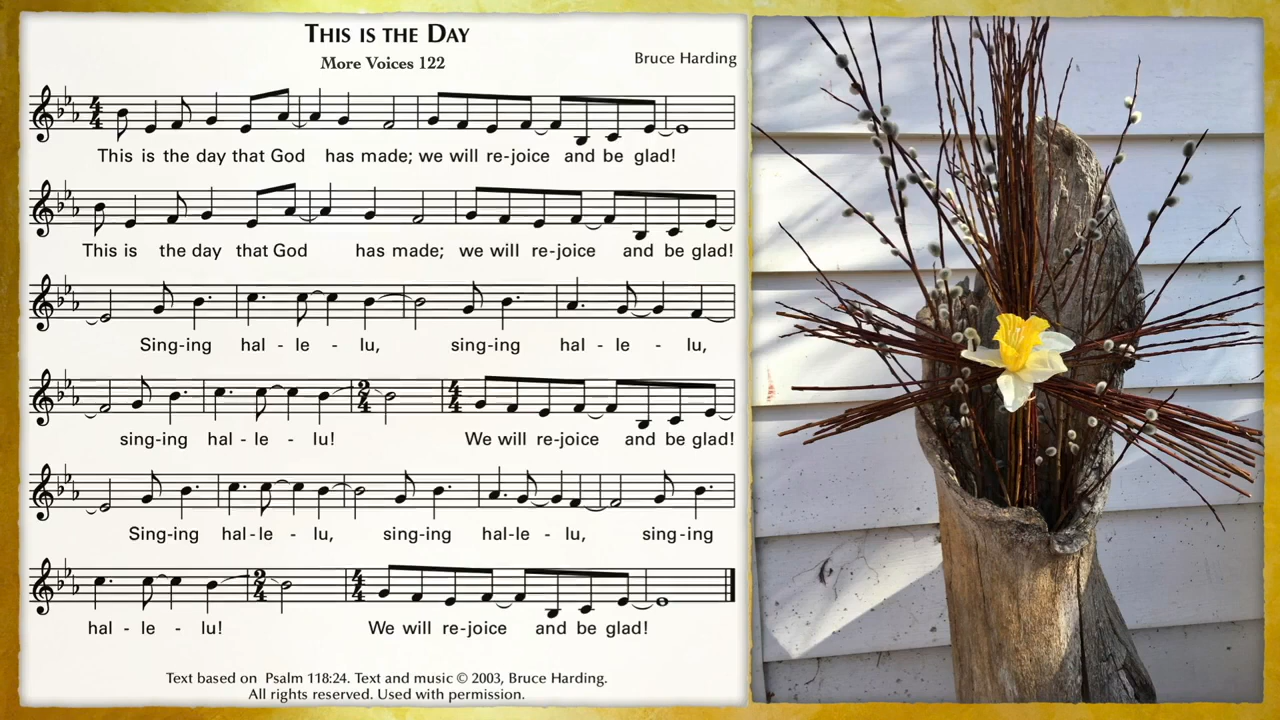 THIS IS THE DAY
More Voices 122
Bruce Harding
This is the day that God has made; we will re-joice and be glad!
This is the day that God has made; we will re-joice and be glad!
Sing-ing hal - le - lu, sing-ing hal - le - lu,
sing-ing hal - le - lu! We will re-joice and be glad!
Sing-ing hal - le - lu, sing-ing hal-le - lu, sing-ing
hal - le - lu! We will re-joice and be glad!
Text based on Psalm 118:24. Text and music © 2003, Bruce Harding.
All rights reserved. Used with permission.